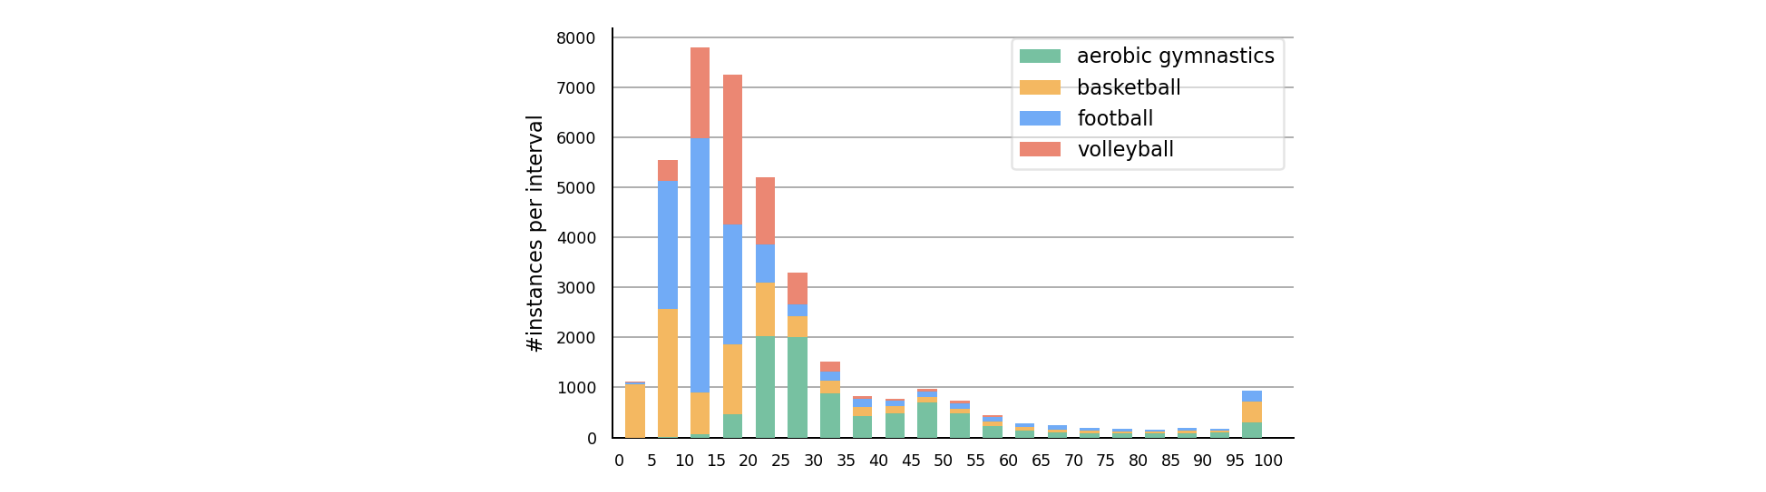 #instances per interval
8000
7000
6000
5000
4000
3000
2000
1000
0
aerobic gymnastics
basketball
football
volleyball
0 5 10 15 20 25 30 35 40 45 50 55 60 65 70 75 80 85 90 95 100